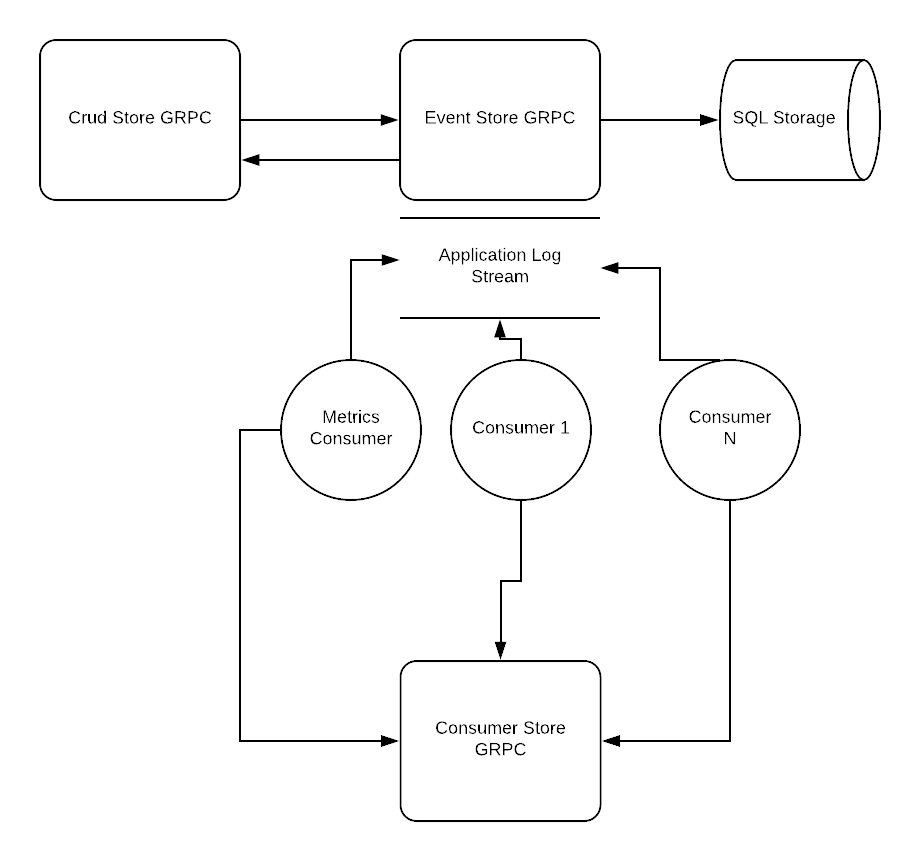 Crud Store GRPC
Event Store GRPC
SQL Storage
Application Log
Stream
Metrics
Consumer
Consumer 1
Consumer
N
Consumer Store
GRPC